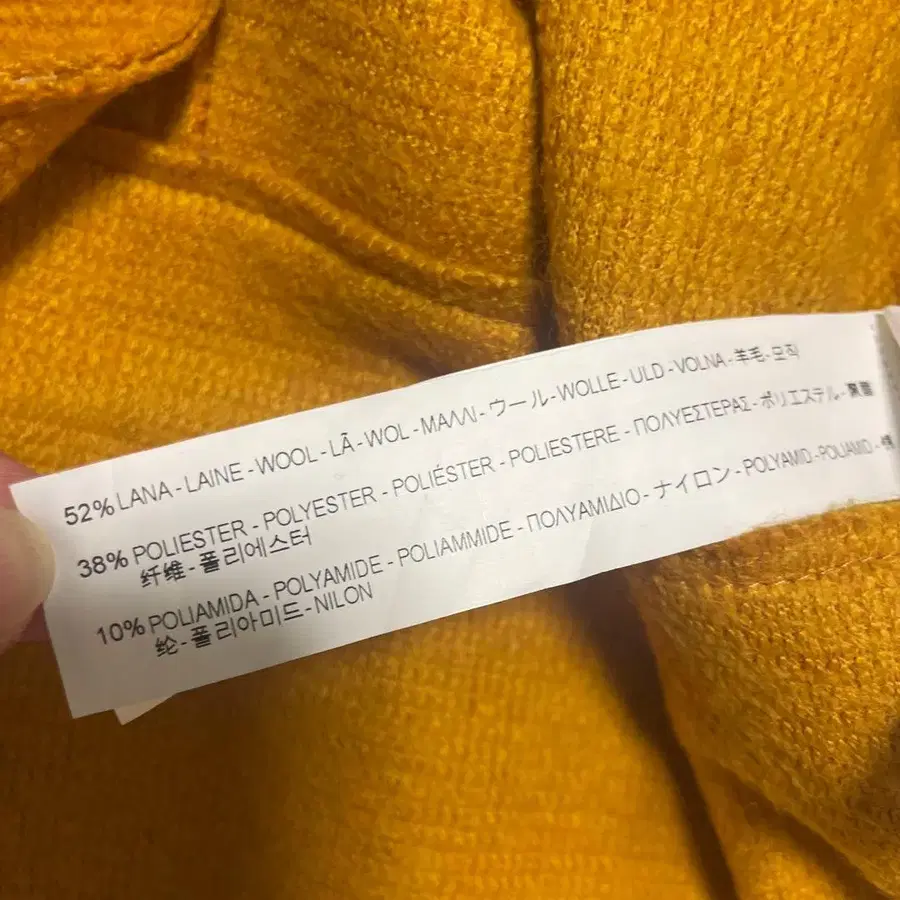 52% LANA - LAINE - WOOL - LÃ - WOL - ΜΑΛΛΙ - ウール - WOLLE - ULD - VOLNA - 羊毛 - 모직
38% POLIESTER - POLYESTER - POLIÉSTER - POLIESTERE - ΠΟΛΥΕΣΤΕΡΑΣ - ポリエステル - 聚酯
纤维 - 폴리에스터
10% POLIAMIDA - POLYAMIDE - POLIAMMIDE - ΠΟΛΥΑΜΙΔΙΟ - ナイロン - POLYAMID - POLIAMID -
纶 - 폴리아미드 - NILON